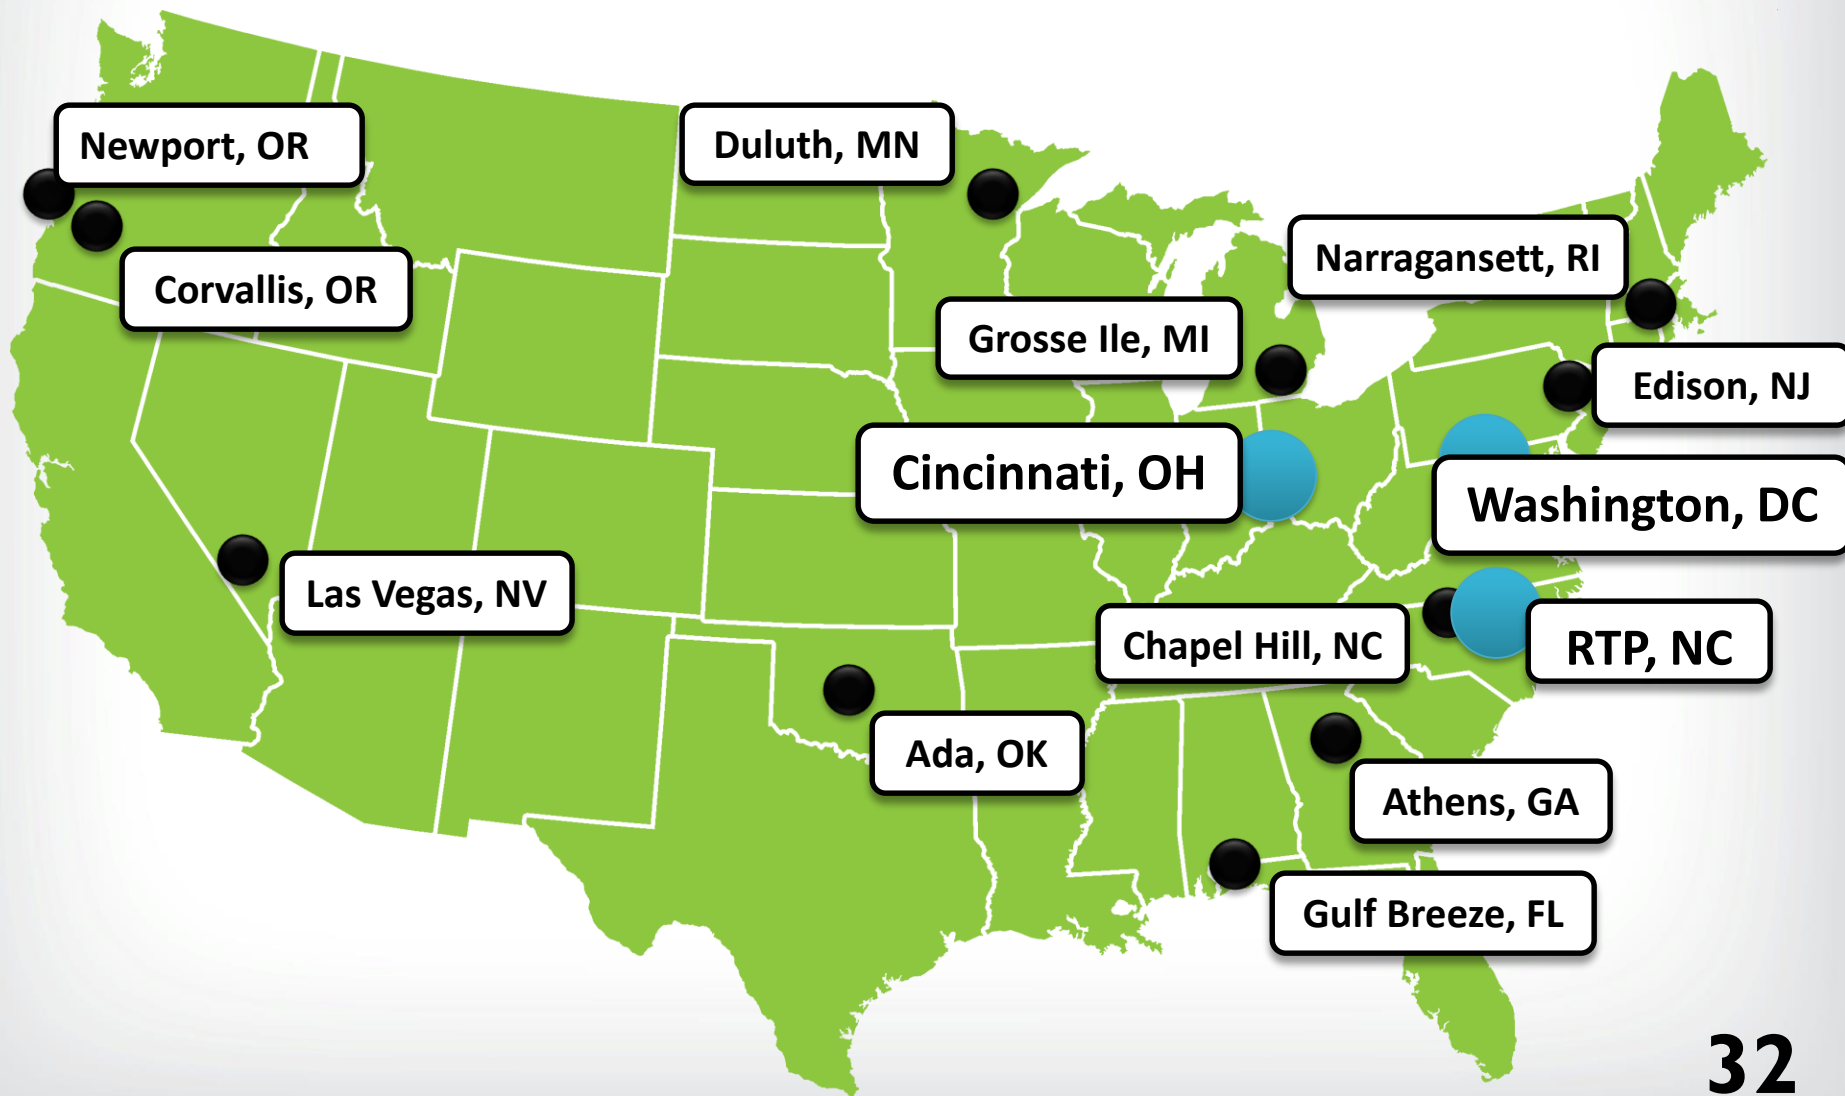 Newport, OR
Duluth, MN
Narragansett, RI
Corvallis, OR
Grosse Ile, MI
Edison, NJ
Cincinnati, OH
Washington, DC
Las Vegas, NV
Chapel Hill, NC
RTP, NC
Ada, OK
Athens, GA
Gulf Breeze, FL
32